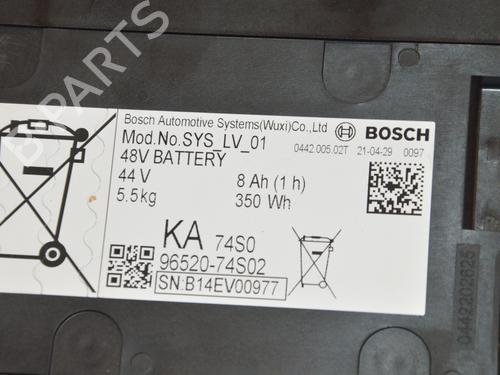 B PARTS
Bosch Automotive Systems(Wuxi)Co.,Ltd
BOSCH
Mod.No.SYS_LV_01
0442.005.02T 21-04-29 0097
48V BATTERY
44 V 8 Ah (1 h)
5.5kg 350 Wh
KA 74S0
96520-74S02
SN:B14EV00977
0442202625